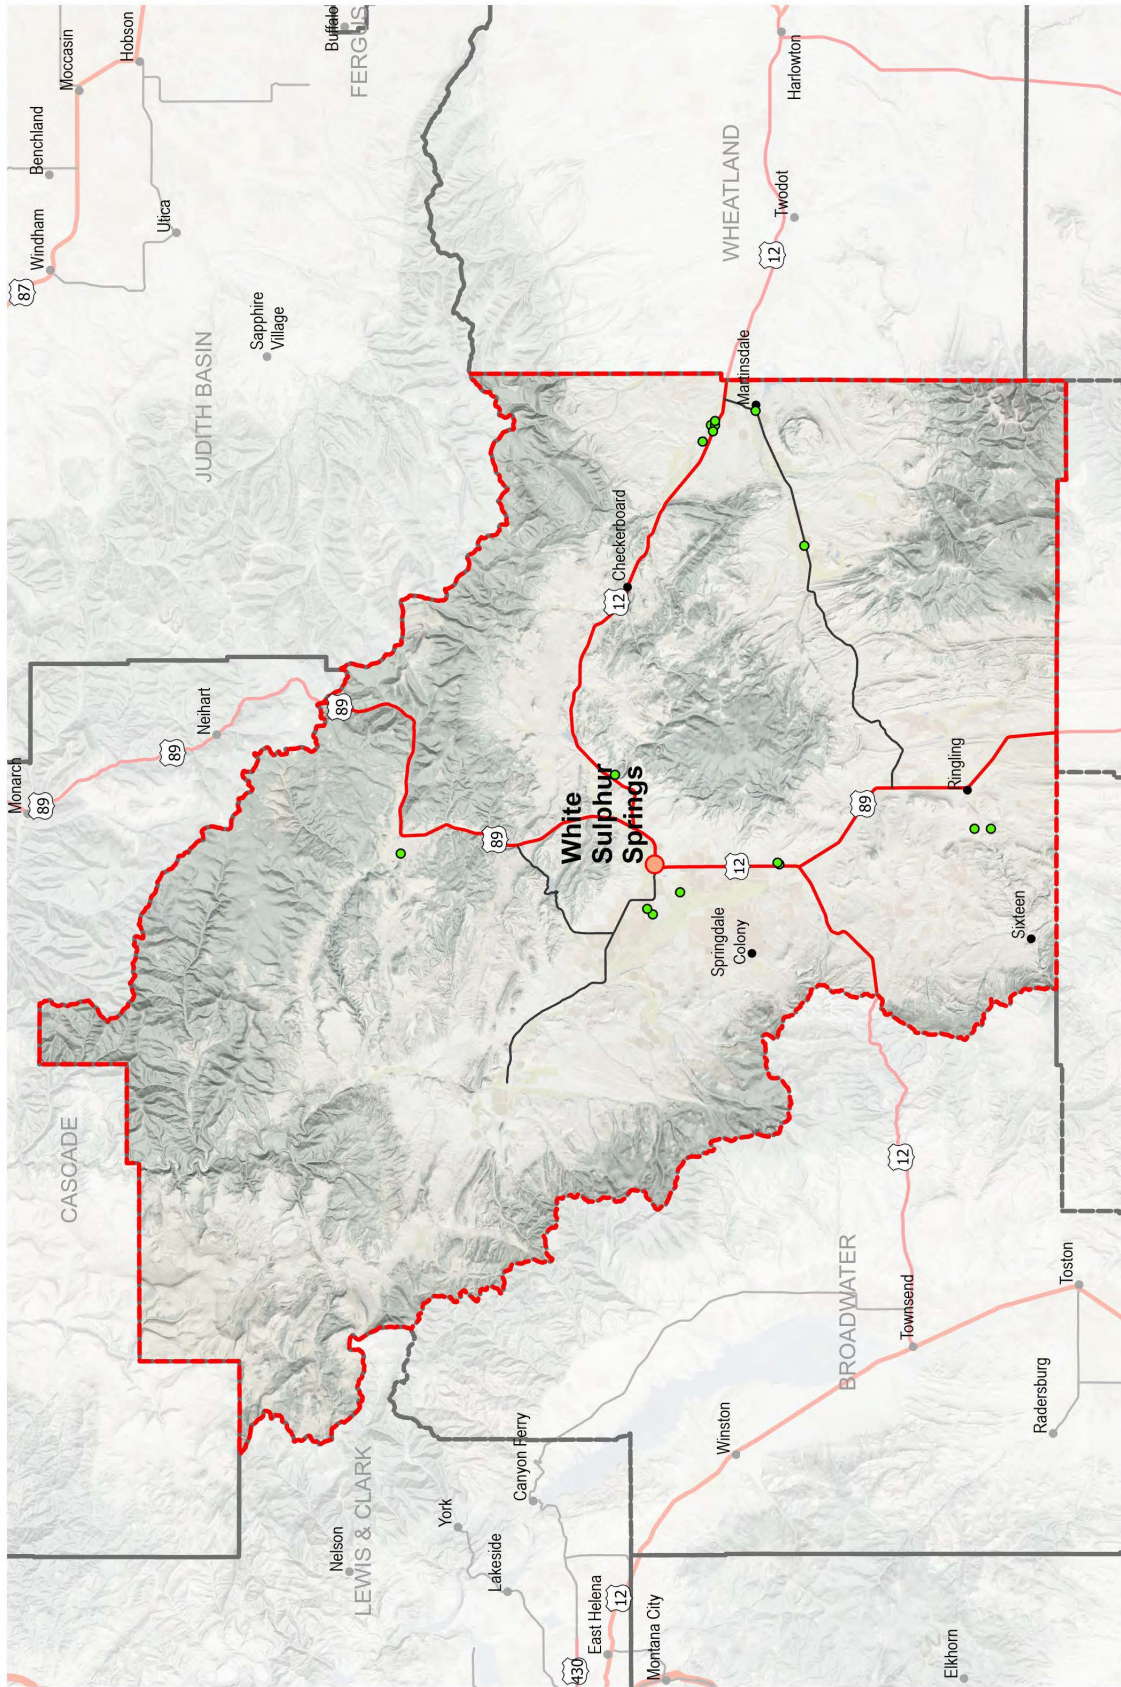 Monarch
89
Neihart
89
89
89
CASCADE
JUDITH BASIN
87
Windham
Benchland
Moccasin
Hobson
Utica
Sapphire
Village
Buffalo
FERGUS
WHEATLAND
Harlowton
Twodot
12
Martinsdale
Checkerboard
12
White
Sulphur
Springs
12
89
Ringling
Springdale
Colony
Sixteen
12
BROADWATER
Townsend
Toston
Radersburg
Winston
Canyon Ferry
LEWIS & CLARK
Nelson
York
Lakeside
East Helena
12
430
Montana City
Elkhorn